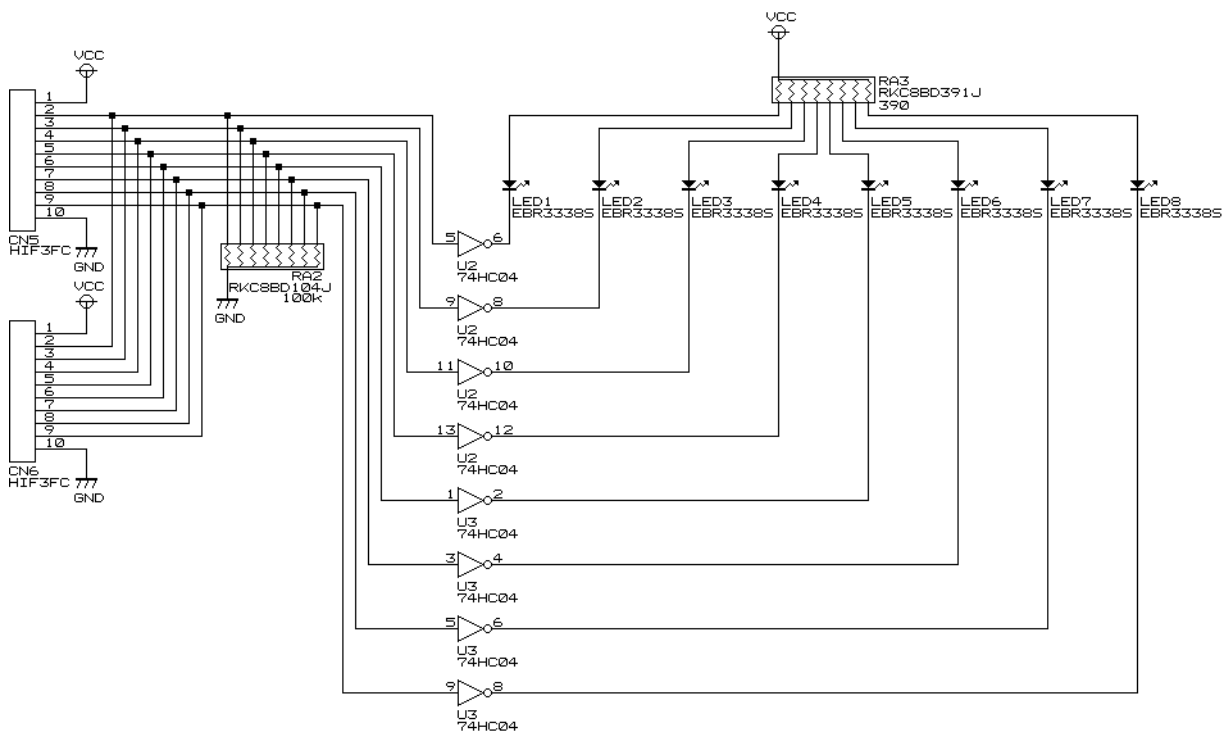 VCC
1
2
3
4
5
6
7
8
9
10
CN5
HIF3FC
GND
VCC
1
2
3
4
5
6
7
8
9
10
CN6
HIF3FC
GND
RA2
RKC8BD104J
100k
GND
VCC
RA3
RKC8BD391J
390
LED1
EBR3338S
LED2
EBR3338S
LED3
EBR3338S
LED4
EBR3338S
LED5
EBR3338S
LED6
EBR3338S
LED7
EBR3338S
LED8
EBR3338S
5 6
U2
74HC04
9 8
U2
74HC04
11 10
U2
74HC04
13 12
U2
74HC04
1 2
U3
74HC04
3 4
U3
74HC04
5 6
U3
74HC04
9 8
U3
74HC04